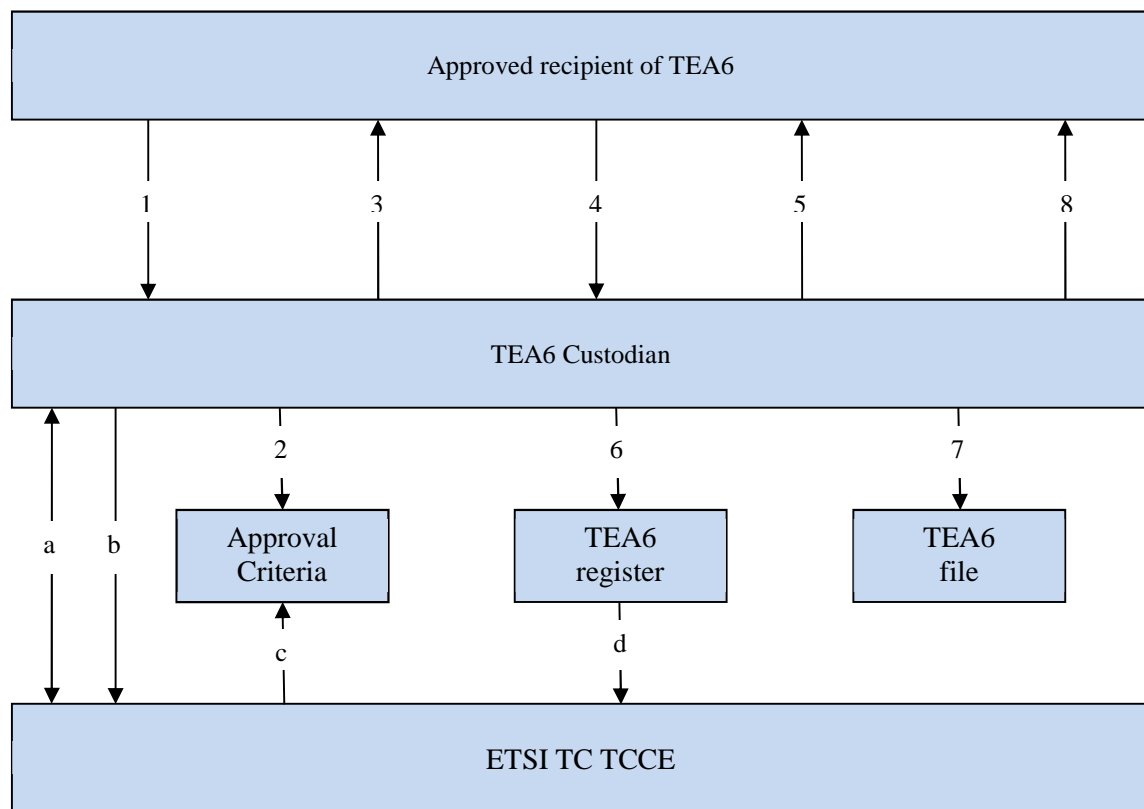 Approved recipient of TEA6
1 3 4 5 8
TEA6 Custodian
2 6 7
a b
Approval
Criteria
TEA6
register
TEA6
file
c d
ETSI TC TCCE